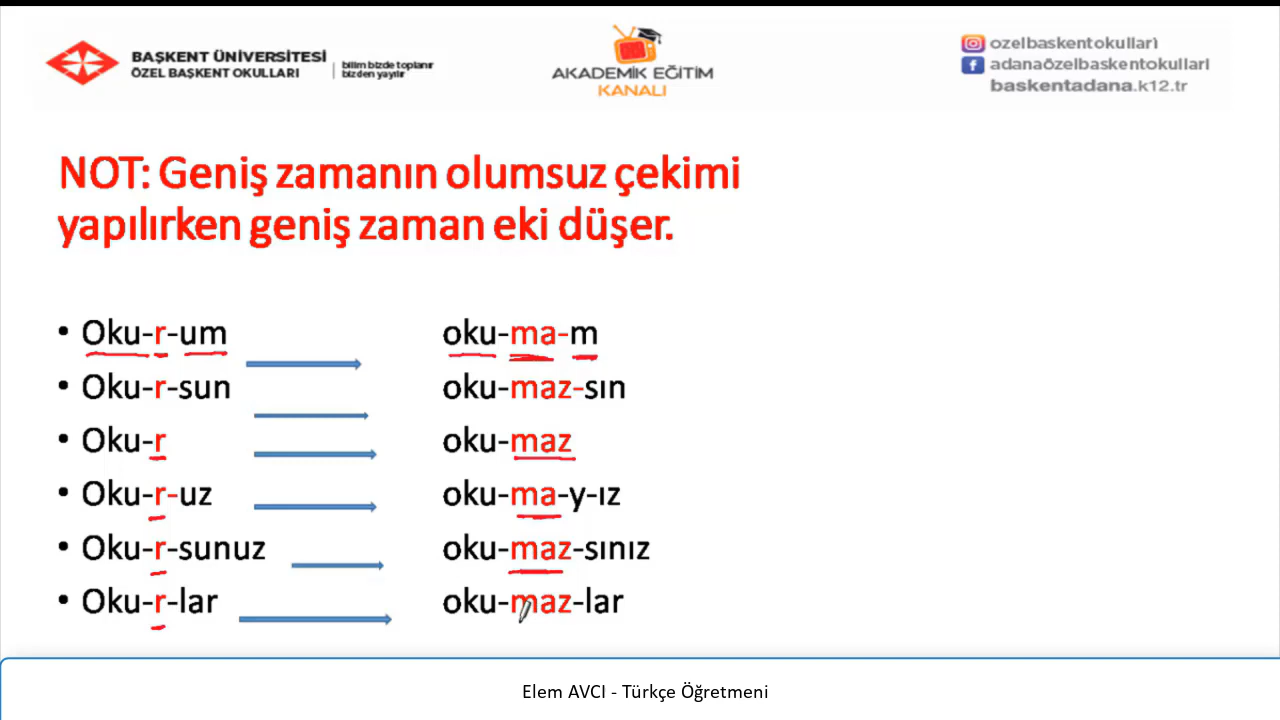 BAŞKENT ÜNİVERSİTESİ
ÖZEL BAŞKENT OKULLARI
bilim bizde toplanır
bizden yayılır
AKADEMİK EĞİTİM
KANALI
ozelbaskentokullari
adanaözelbaskentokullari
baskentadana.k12.tr
NOT: Geniş zamanın olumsuz çekimi
yapılırken geniş zaman eki düşer.
• Oku-r-um oku-ma-m
• Oku-r-sun oku-maz-sın
• Oku-r oku-maz
• Oku-r-uz oku-ma-y-ız
• Oku-r-sunuz oku-maz-sınız
• Oku-r-lar oku-maz-lar
Elem AVCI - Türkçe Öğretmeni